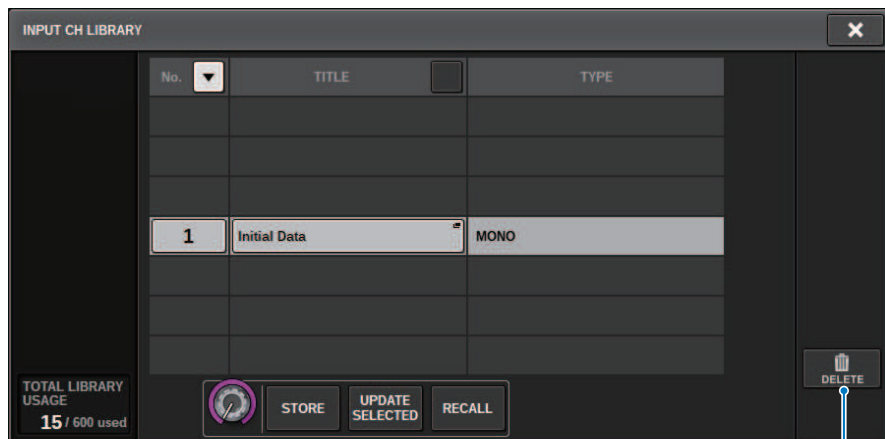 INPUT CH LIBRARY
No. TITLE TYPE
1 Initial Data MONO
DELETE
TOTAL LIBRARY
USAGE
15 / 600 used
STORE
UPDATE
SELECTED
RECALL